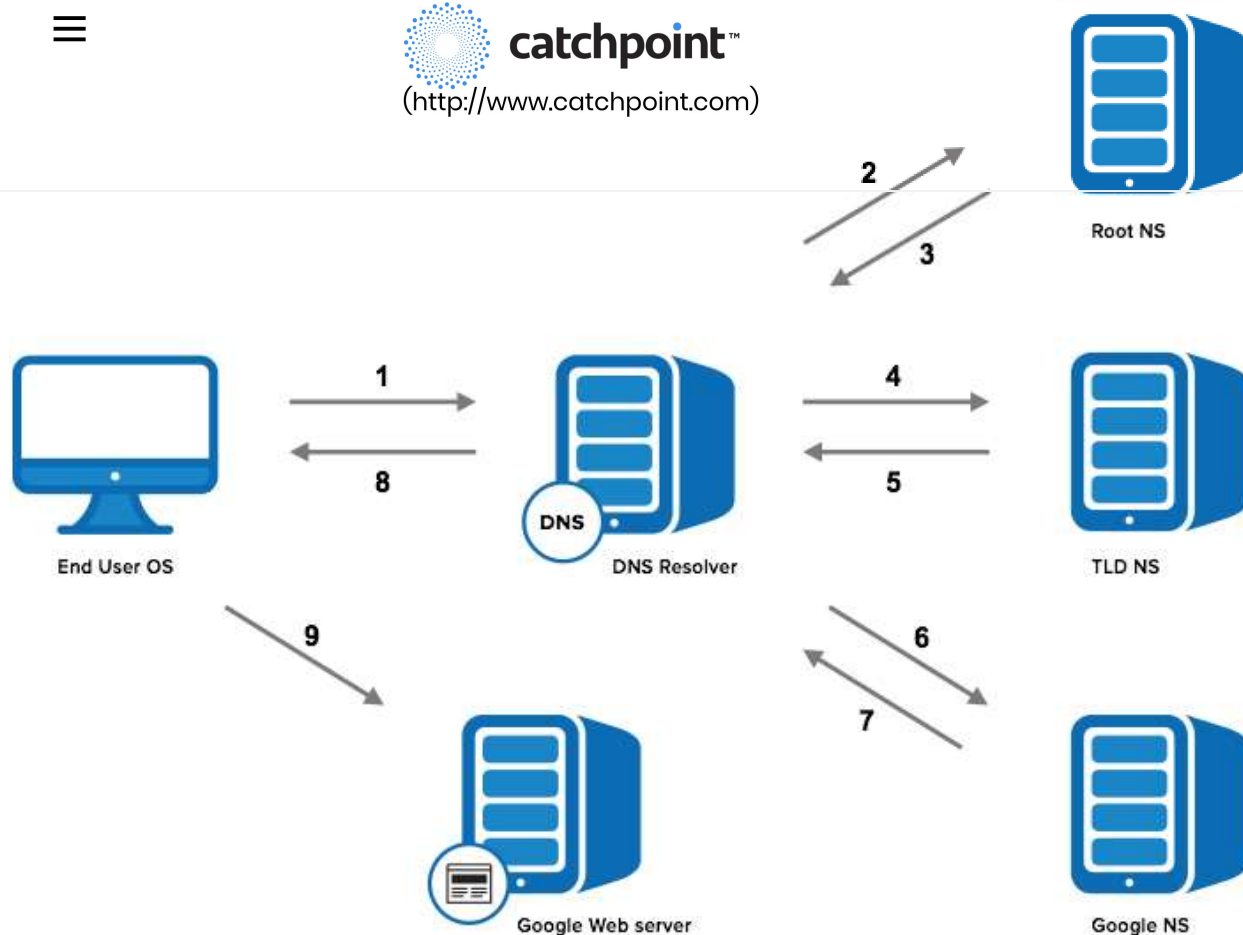 catchpoint™
(http://www.catchpoint.com)
2
Root NS
3
1
4
8
5
DNS
End User OS
DNS Resolver
TLD NS
9
6
7
Google Web server
Google NS